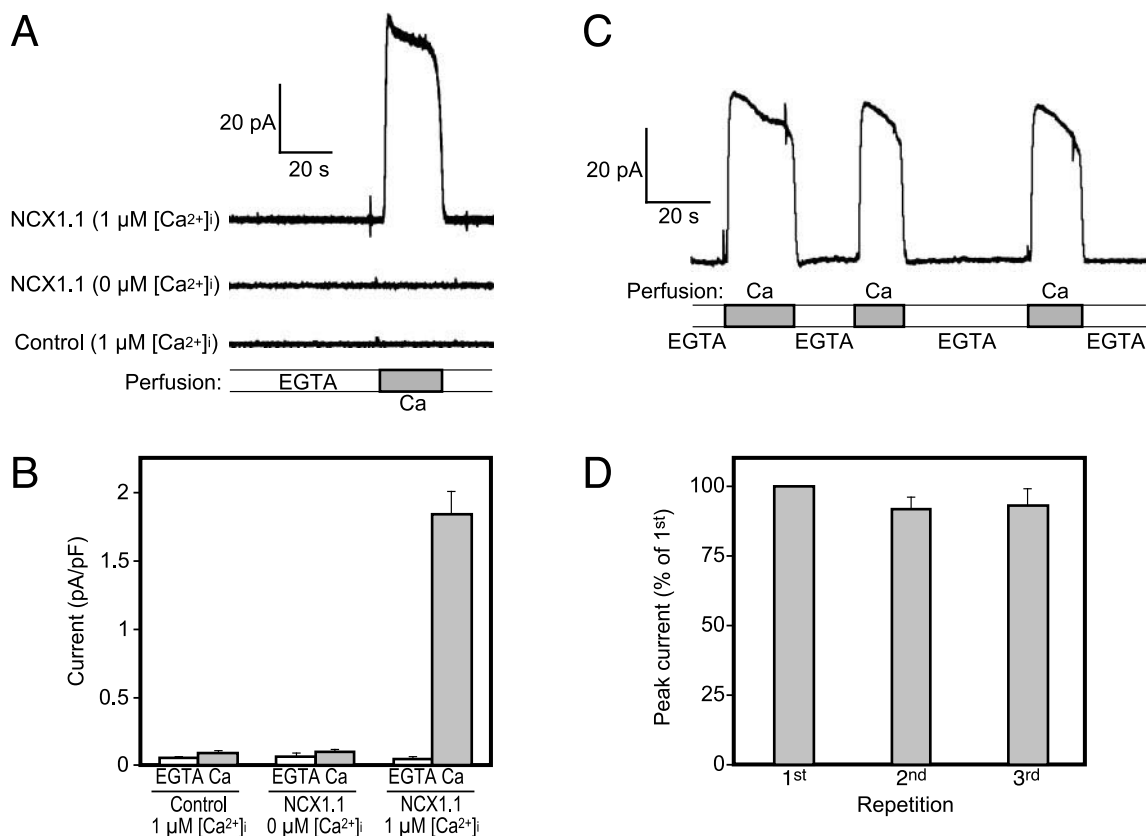 A
20 pA
20 s
NCX1.1 (1 µM [Ca²⁺]i)
NCX1.1 (0 µM [Ca²⁺]i)
Control (1 µM [Ca²⁺]i)
Perfusion: EGTA
Ca
C
20 pA
20 s
Perfusion: Ca Ca Ca
EGTA EGTA EGTA EGTA
B
Current (pA/pF)
2
1.5
1
0.5
0
EGTA Ca EGTA Ca EGTA Ca
Control NCX1.1 NCX1.1
1 µM [Ca²⁺]i 0 µM [Ca²⁺]i 1 µM [Ca²⁺]i
D
Peak current (% of 1st)
100
75
50
25
0
1st 2nd 3rd
Repetition